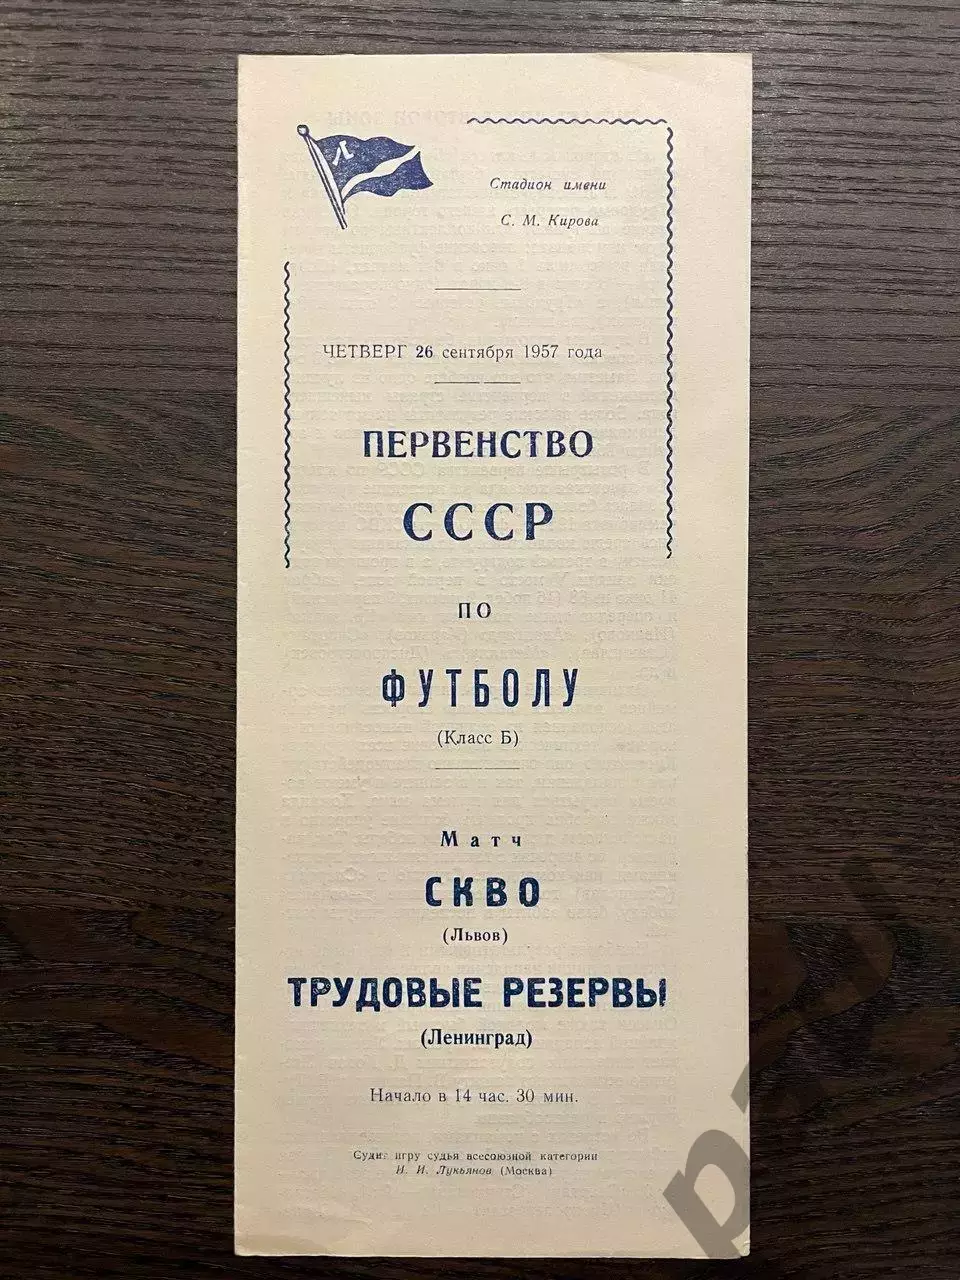 Л
Стадион имени
С. М. Кирова
ЧЕТВЕРГ 26 сентября 1957 года
ПЕРВЕНСТВО
СССР
ПО
ФУТБОЛУ
(Класс Б)
Матч
СКВО
(Львов)
ТРУДОВЫЕ РЕЗЕРВЫ
(Ленинград)
Начало в 14 час. 30 мин.
Судит игру судья всесоюзной категории
И. И. Лукьянов (Москва)